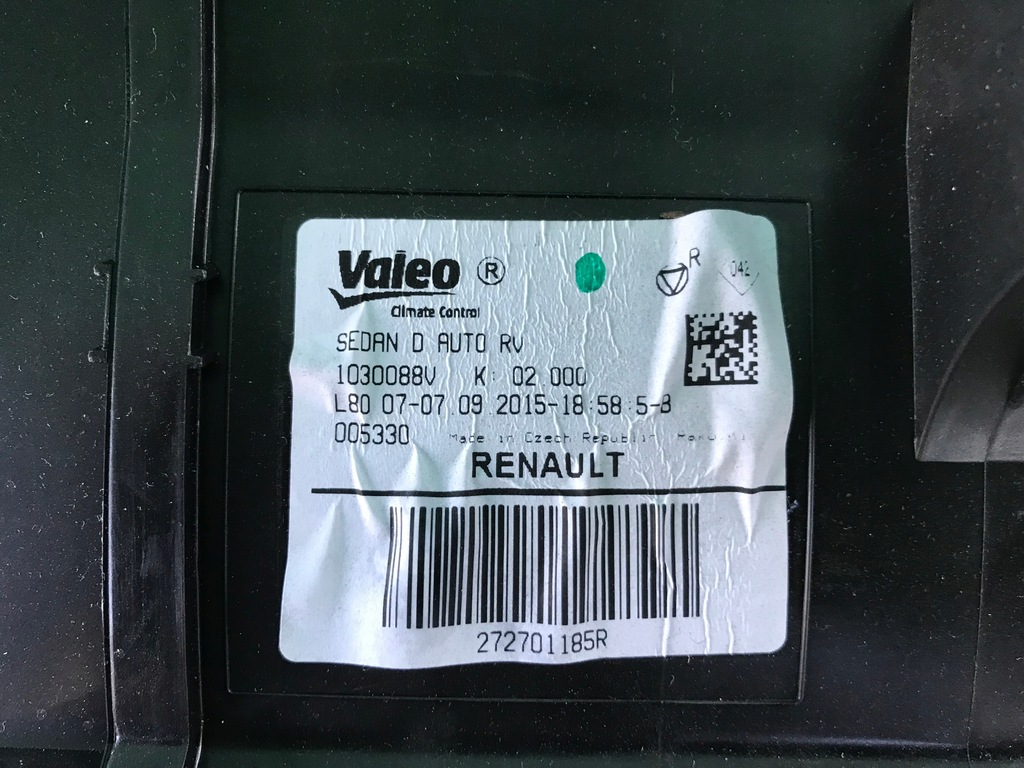 Valeo ®
R
042
Climate Control
SEDAN D AUTO RV
1030088V K: 02.000
L80 07-07.09.2015-18:58:5-B
005330 Made in Czech Republic
RENAULT
272701185R